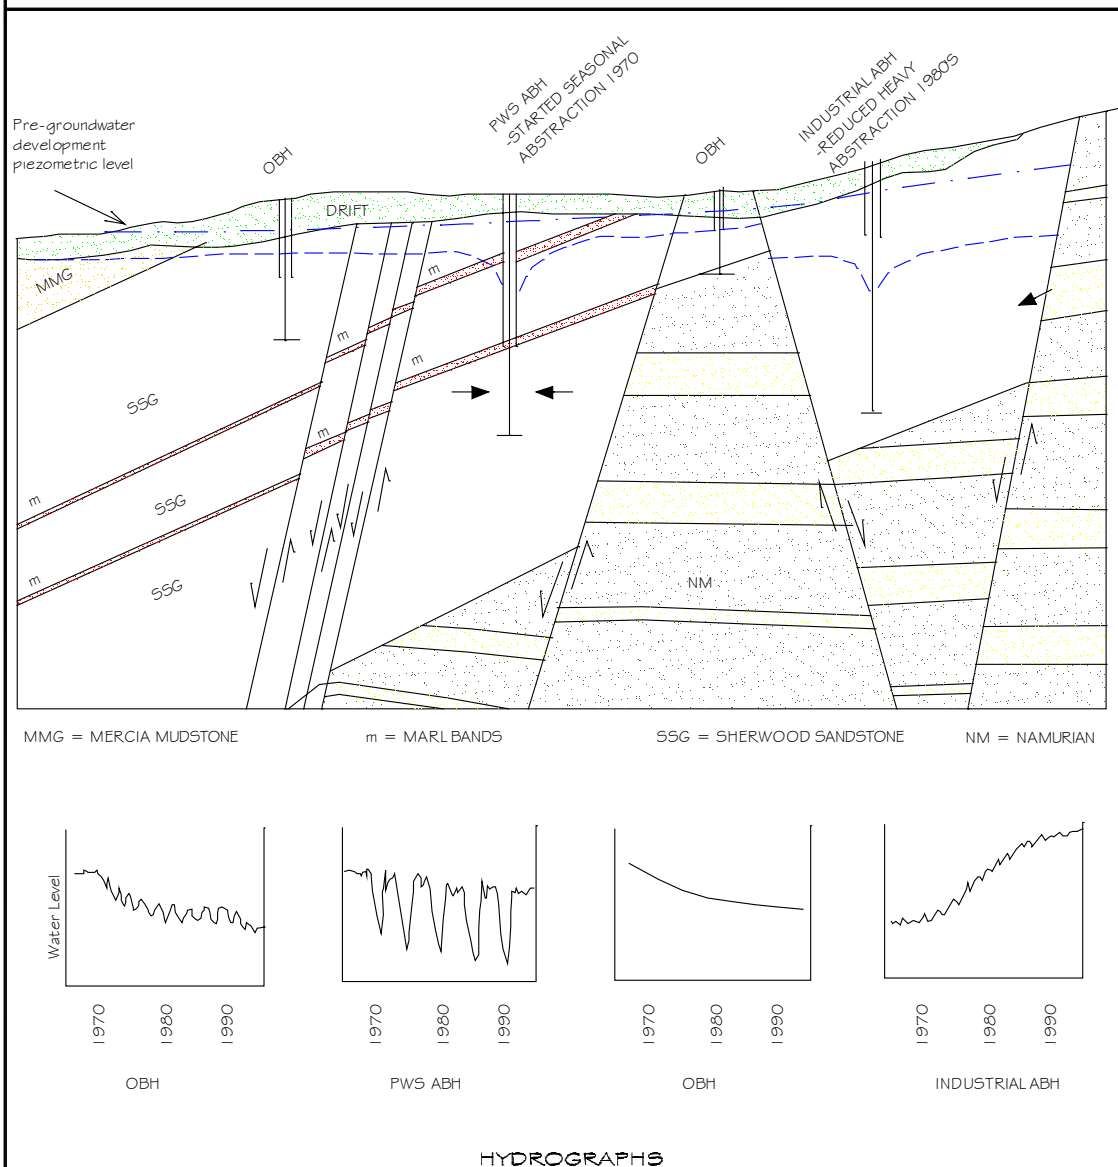 PWS ABH
-STARTED SEASONAL
ABSTRACTION 1970
INDUSTRIAL ABH
-REDUCED HEAVY
ABSTRACTION 1980'S
Pre-groundwater
development
piezometric level
OBH
OBH
DRIFT
MMG
m
m
m
SSG
m
m
SSG
m
SSG
NM
MMG = MERCIA MUDSTONE
m = MARL BANDS
SSG = SHERWOOD SANDSTONE
NM = NAMURIAN
Water Level
1970
1980
1990
1970
1980
1990
1970
1980
1990
1970
1980
1990
OBH
PWS ABH
OBH
INDUSTRIAL ABH
HYDROGRAPHS